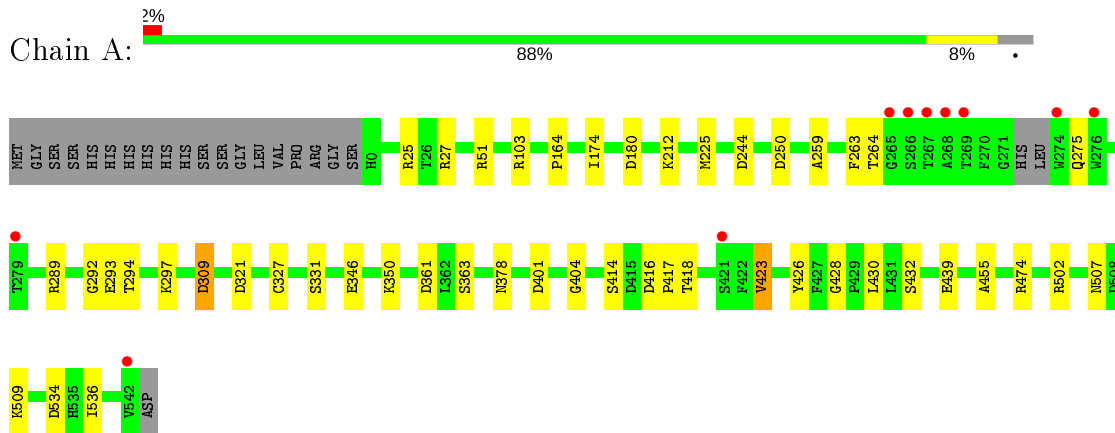 2%
Chain A:
88% 8% •
MET GLY SER SER HIS HIS HIS HIS HIS HIS SER SER GLY LEU VAL PRO ARG GLY SER H0 R25 T26 R27 R51 R103 P164 I174 D180 K212 M225 D244 D250 A259 F263 T264 G265 S266 T267 A268 T269 F270 G271 HIS LEU W274 Q275 W276
T279 R289 G292 E293 T294 K297 D309 D321 C327 S331 E346 K350 D361 L362 S363 N378 D401 G404 S414 D415 D416 P417 T418 S421 F422 V423 Y426 F427 G428 P429 L430 L431 S432 E439 A455 R474 R502 N507 D508
K509 D534 H535 I536 V542 ASP